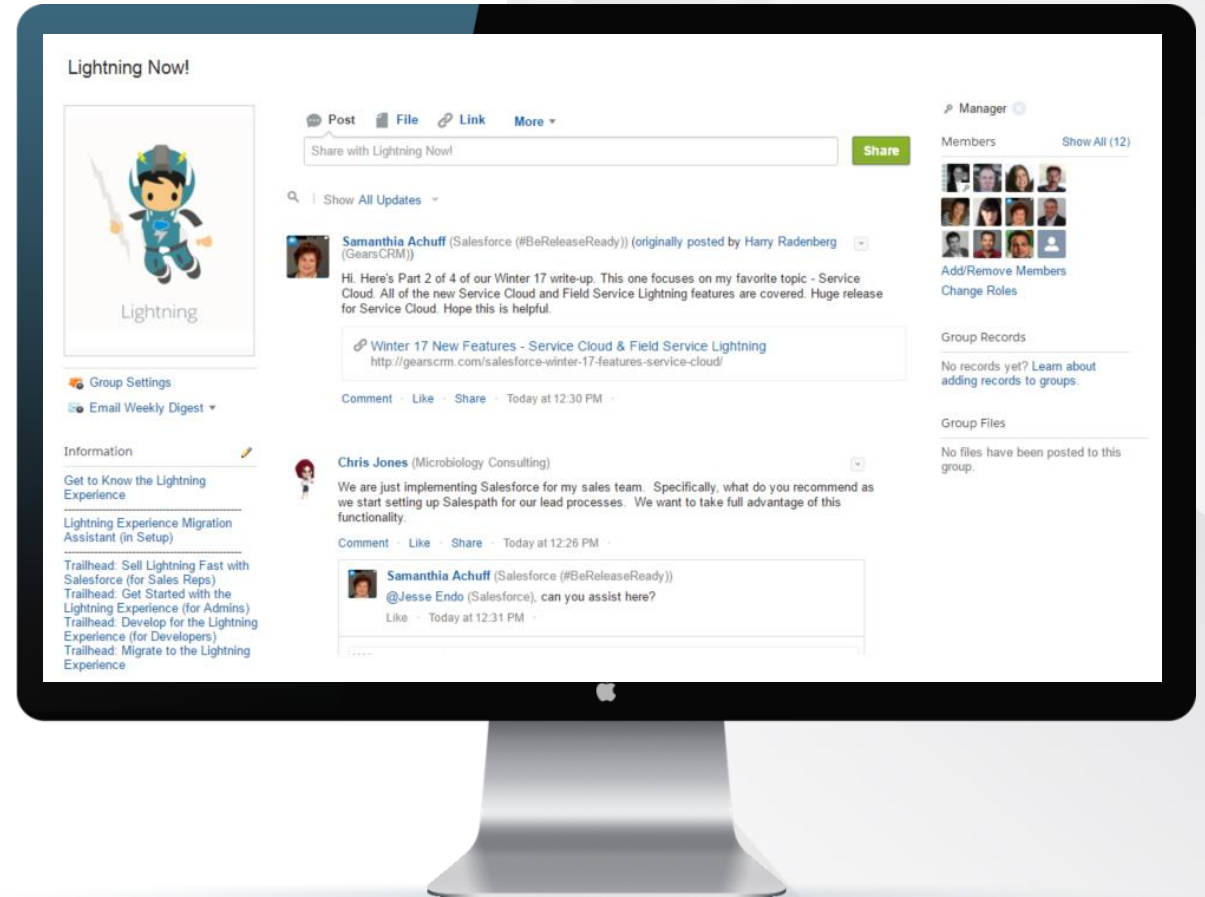 Lightning Now!
Lightning
Group Settings
Email Weekly Digest
Information
Get to Know the Lightning
Experience
----------------------------------------------------
Lightning Experience Migration
Assistant (in Setup)
----------------------------------------------------
Trailhead: Sell Lightning Fast with
Salesforce (for Sales Reps)
Trailhead: Get Started with the
Lightning Experience (for Admins)
Trailhead: Develop for the Lightning
Experience (for Developers)
Trailhead: Migrate to the Lightning
Experience
Post File Link More
Share with Lightning Now! Share
Show All Updates
Samanthia Achuff (Salesforce (#BeReleaseReady)) (originally posted by Harry Radenberg
(GearsCRM))
Hi. Here's Part 2 of 4 of our Winter 17 write-up. This one focuses on my favorite topic - Service
Cloud. All of the new Service Cloud and Field Service Lightning features are covered. Huge release
for Service Cloud. Hope this is helpful.
Winter 17 New Features - Service Cloud & Field Service Lightning
http://gearscrm.com/salesforce-winter-17-features-service-cloud/
Comment · Like · Share · Today at 12:30 PM ·
Chris Jones (Microbiology Consulting)
We are just implementing Salesforce for my sales team. Specifically, what do you recommend as
we start setting up Salespath for our lead processes. We want to take full advantage of this
functionality.
Comment · Like · Share · Today at 12:26 PM ·
Samanthia Achuff (Salesforce (#BeReleaseReady))
@Jesse Endo (Salesforce), can you assist here?
Like · Today at 12:31 PM ·
Manager
Members Show All (12)
Add/Remove Members
Change Roles
Group Records
No records yet? Learn about
adding records to groups.
Group Files
No files have been posted to this
group.